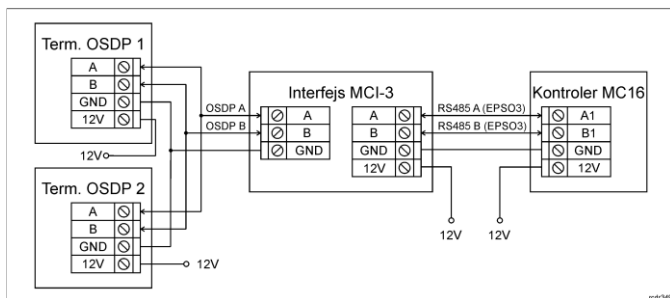 Term. OSDP 1
A
B
GND
12V
12V
Term. OSDP 2
A
B
GND
12V
12V
OSDP A
OSDP B
Interfejs MCI-3
A
B
GND
A
B
GND
12V
12V
RS485 A (EPSO3)
RS485 B (EPSO3)
Kontroler MC16
A1
B1
GND
12V
12V